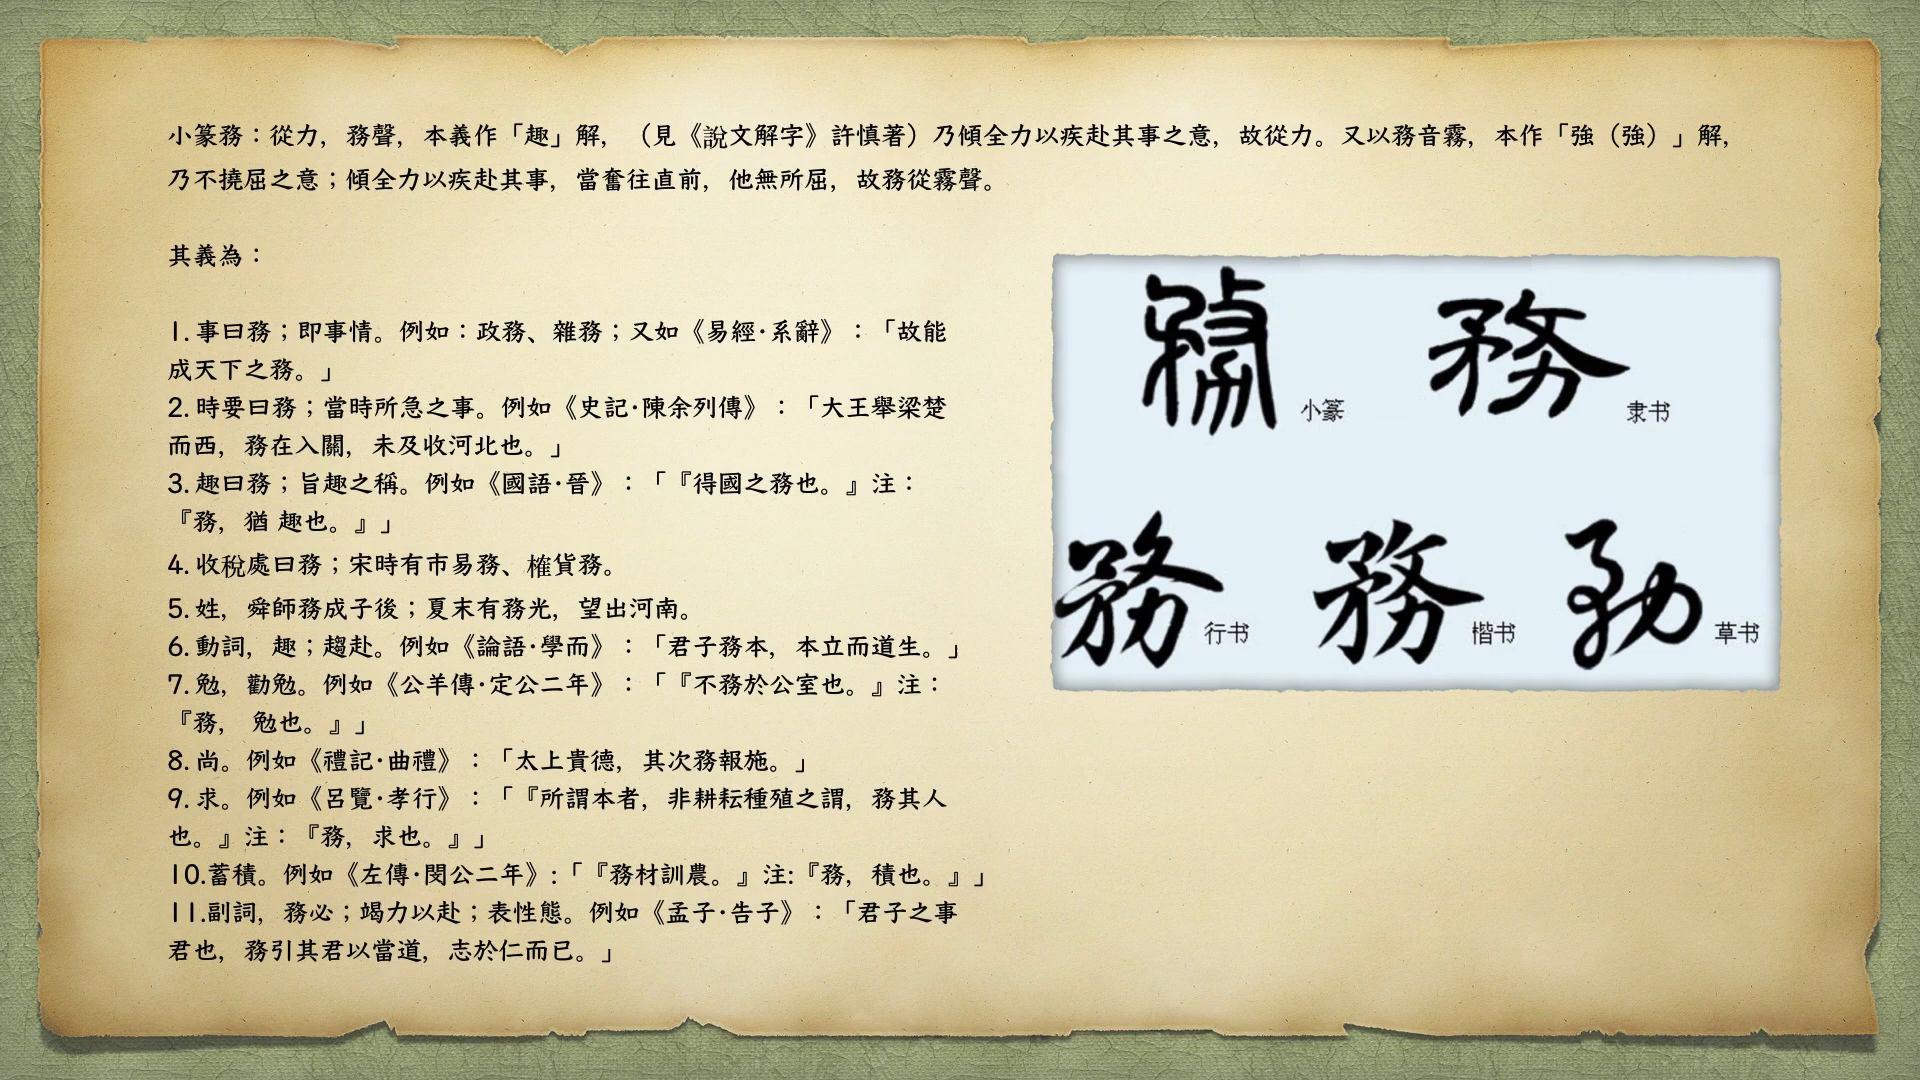 小篆務：從力，務聲，本義作「趣」解，（見《說文解字》許慎著）乃傾全力以疾赴其事之意，故從力。又以務音霧，本作「強（強）」解，
乃不撓屈之意；傾全力以疾赴其事，當奮往直前，他無所屈，故務從霧聲。
其義為：
1. 事曰務；即事情。例如：政務、雜務；又如《易經·系辭》：「故能
成天下之務。」
2. 時要曰務；當時所急之事。例如《史記·陳余列傳》：「大王舉梁楚
而西，務在入關，未及收河北也。」
3. 趣曰務；旨趣之稱。例如《國語·晉》：「『得國之務也。』注：
『務，猶 趣也。』」
4. 收稅處曰務；宋時有市易務、榷貨務。
5. 姓，舜師務成子後；夏末有務光，望出河南。
6. 動詞，趣；趨赴。例如《論語·學而》：「君子務本，本立而道生。」
7. 勉，勸勉。例如《公羊傳·定公二年》：「『不務於公室也。』注：
『務， 勉也。』」
8. 尚。例如《禮記·曲禮》：「太上貴德，其次務報施。」
9. 求。例如《呂覽·孝行》：「『所謂本者，非耕耘種殖之謂，務其人
也。』注：『務，求也。』」
10.蓄積。例如《左傳·閔公二年》:「『務材訓農。』注:『務，積也。』」
11.副詞，務必；竭力以赴；表性態。例如《孟子·告子》：「君子之事
君也，務引其君以當道，志於仁而已。」
務 小篆 務 隶书
務 行书 務 楷书 務 草书